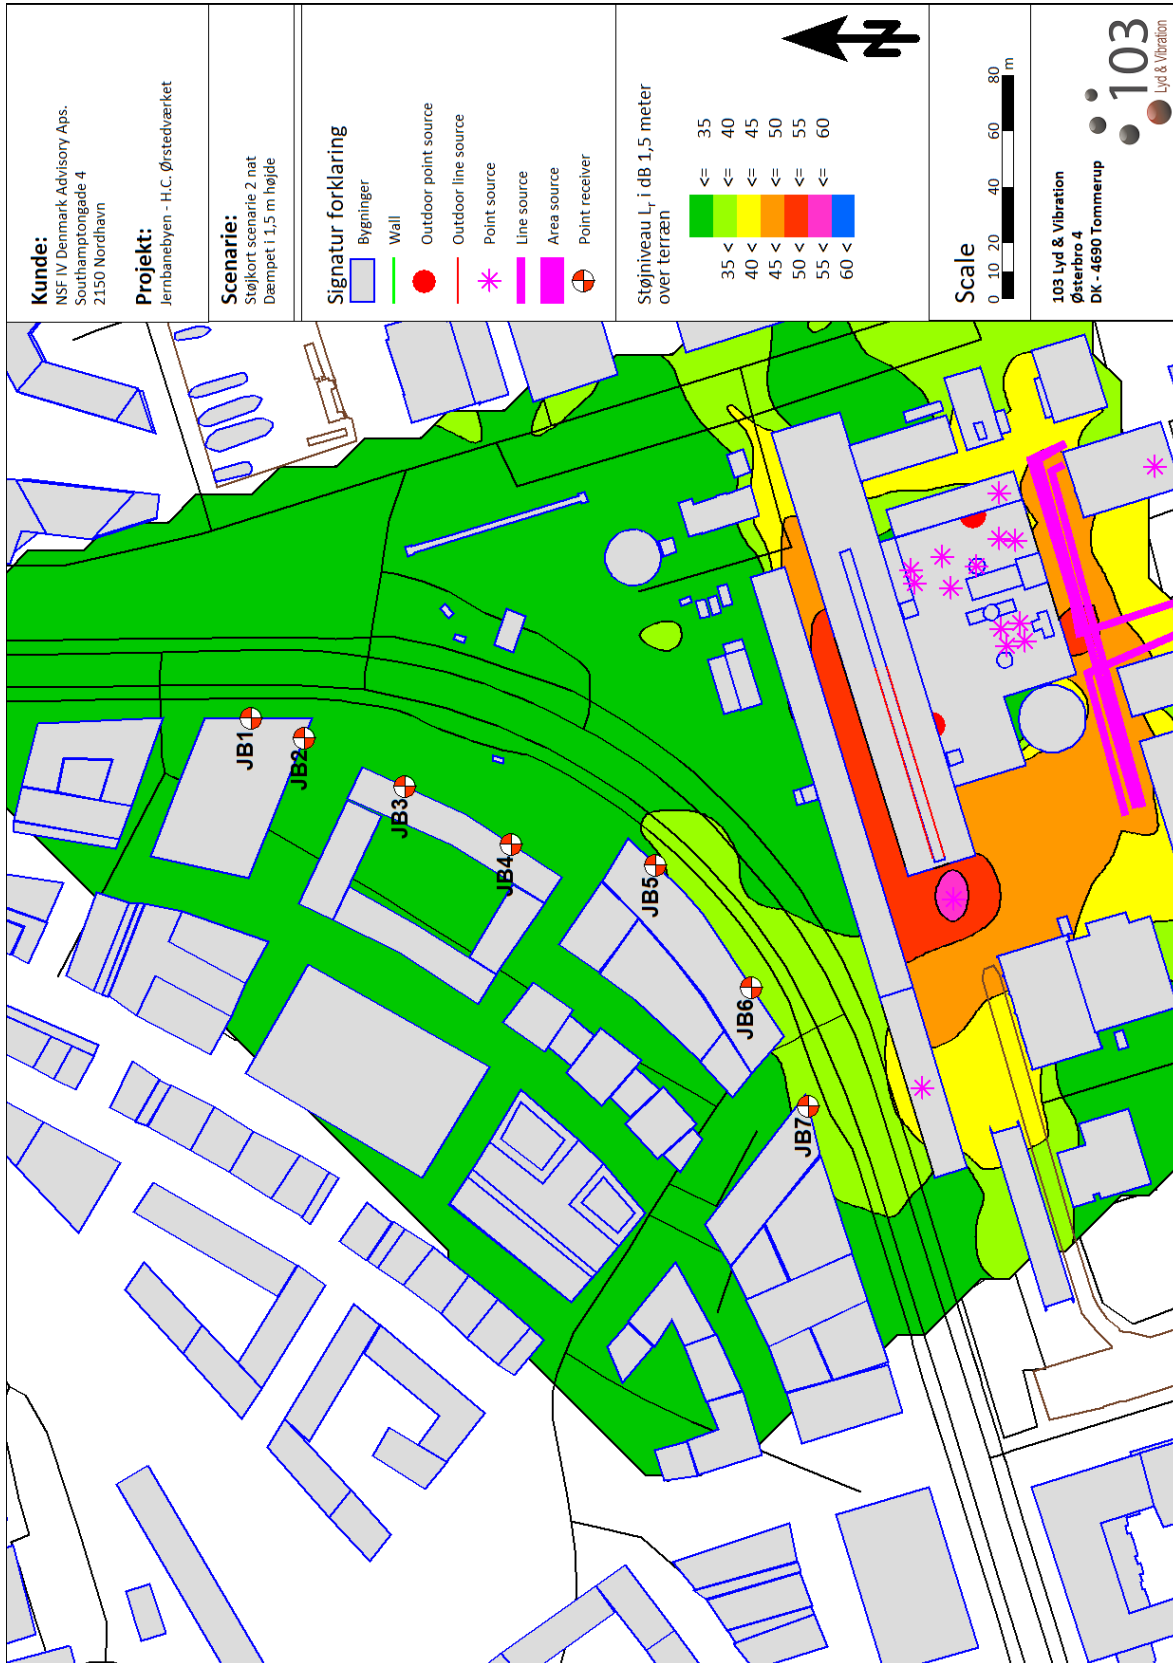 Kunde:
NSF IV Denmark Advisory Aps.
Southamptongade 4
2150 Nordhavn
Projekt:
Jernbanebyen - H.C. Ørstedværket
Scenarie:
Støjkort scenarie 2 nat
Dæmpet i 1,5 m højde
Signatur forklaring
Bygninger
Wall
Outdoor point source
Outdoor line source
Point source
Line source
Area source
Point receiver
Støjniveau Lr i dB 1,5 meter
over terræn
<= 35
35 < <= 40
40 < <= 45
45 < <= 50
50 < <= 55
55 < <= 60
60 <
N
Scale
0 10 20 40 60 80
m
103 Lyd & Vibration
Østerbro 4
DK - 4690 Tommerup
103
Lyd & Vibration
JB1
JB2
JB3
JB4
JB5
JB6
JB7